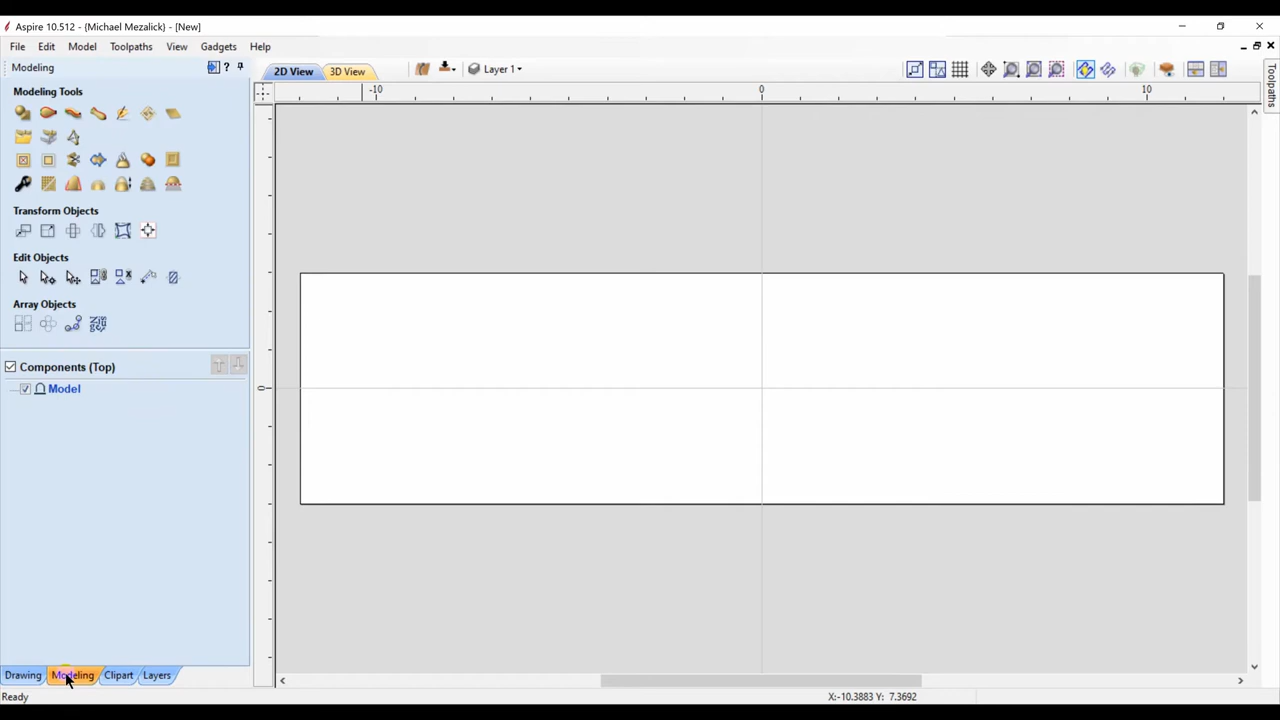 Aspire 10.512 - {Michael Mezalick} - [New]
File Edit Model Toolpaths View Gadgets Help
Modeling
2D View 3D View Layer 1
Toolpaths
Modeling Tools
-10 0 10
Transform Objects
Edit Objects
Array Objects
Components (Top)
Model
0
Drawing Modeling Clipart Layers
Ready X:-10.3883 Y: 7.3692